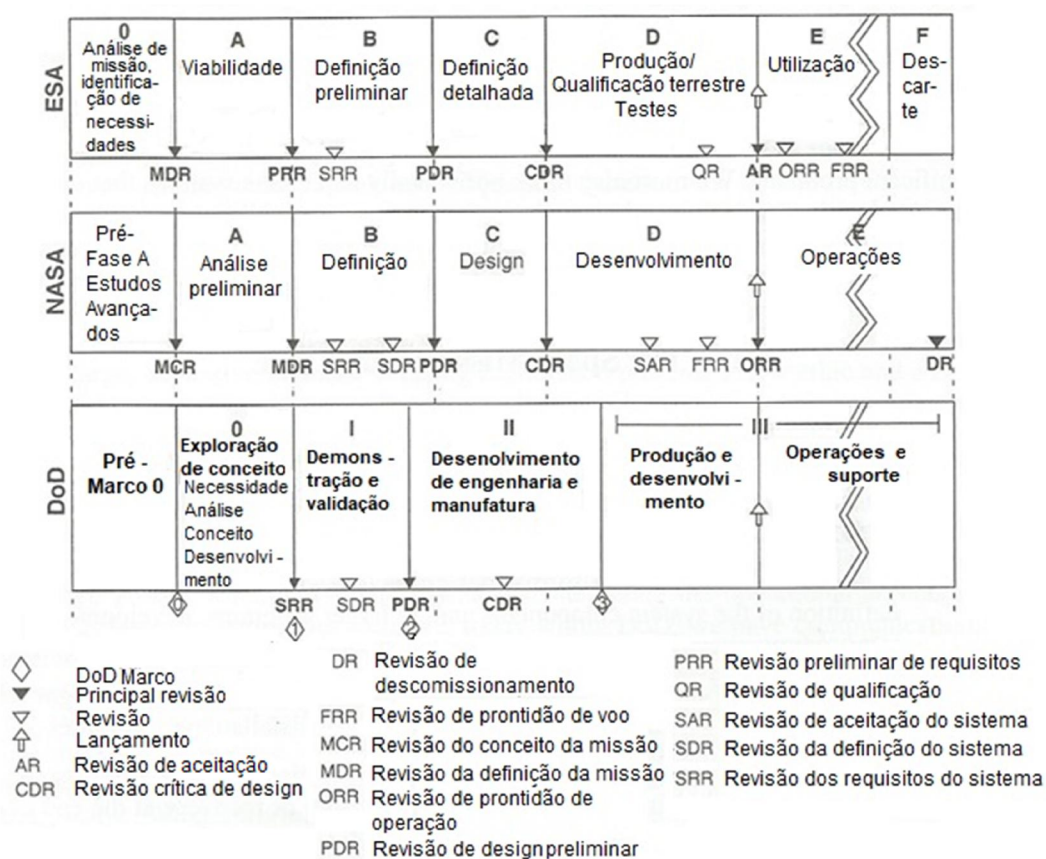 ESA
0
Análise de
missão,
identifica-
ção de
necessi-
dades
A
Viabilidade
B
Definição
preliminar
C
Definição
detalhada
D
Produção/
Qualificação terrestre
Testes
E
Utilização
F
Des-
car-
te
MDR
PRR
SRR
PDR
CDR
QR
AR
ORR
FRR
NASA
Pré-
Fase A
Estudos
Avança-
dos
A
Análise
preliminar
B
Definição
C
Design
D
Desenvolvimento
E
Operações
MCR
MDR
SRR
SDR
PDR
CDR
SAR
FRR
ORR
DR
DoD
Pré -
Marco 0
0
Exploração
de conceito
Necessidade
Análise
Conceito
Desenvolvi -
mento
I
Demons -
tração e
validação
II
Desenolvimento
de engenharia e
manufatura
III
Produção e
desenvolvi -
mento
Operações e
suporte
0
SRR
1
SDR
PDR
2
CDR
3
DoD Marco
Principal revisão
Revisão
Lançamento
AR Revisão de aceitação
CDR Revisão crítica de design
DR Revisão de
descomissionamento
FRR Revisão de prontidão de voo
MCR Revisão do conceito da missão
MDR Revisão da definição da missão
ORR Revisão de prontidão de
operação
PDR Revisão de design preliminar
PRR Revisão preliminar de requisitos
QR Revisão de qualificação
SAR Revisão de aceitação do sistema
SDR Revisão da definição do sistema
SRR Revisão dos requisitos do sistema